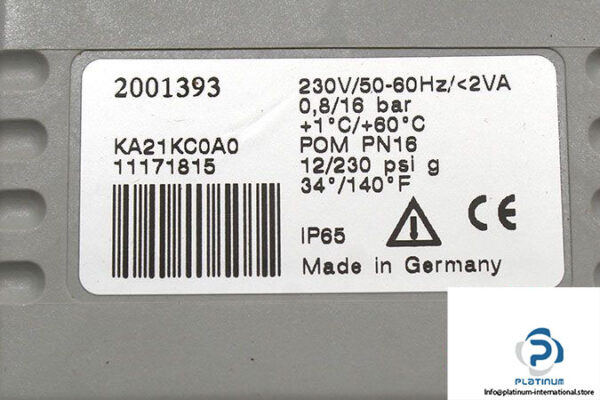 2001393
KA21KC0A0
11171815
230V/50-60Hz/<2VA
0,8/16 bar
+1°C/+60°C
POM PN16
12/230 psi g
34°/140°F
IP65
CE
Made in Germany
PLATINUM
Info@platinum-international.store